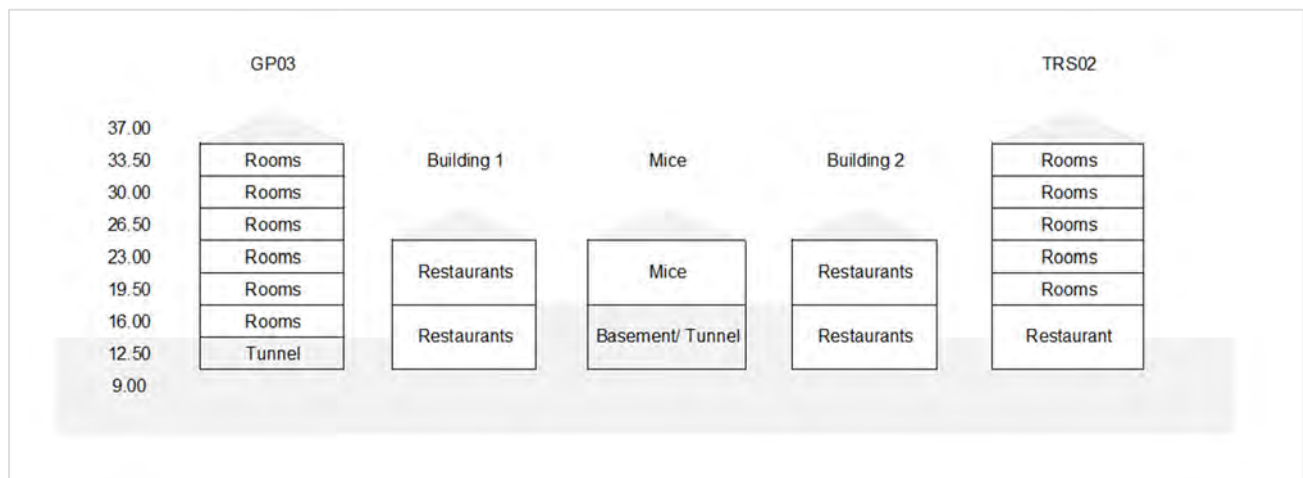 GP03 TRS02
37.00
33.50 Rooms Building 1 Mice Building 2 Rooms
30.00 Rooms Rooms
26.50 Rooms Rooms
23.00 Rooms Restaurants Mice Restaurants Rooms
19.50 Rooms Rooms
16.00 Rooms Restaurants Basement/ Tunnel Restaurants Restaurant
12.50 Tunnel
9.00